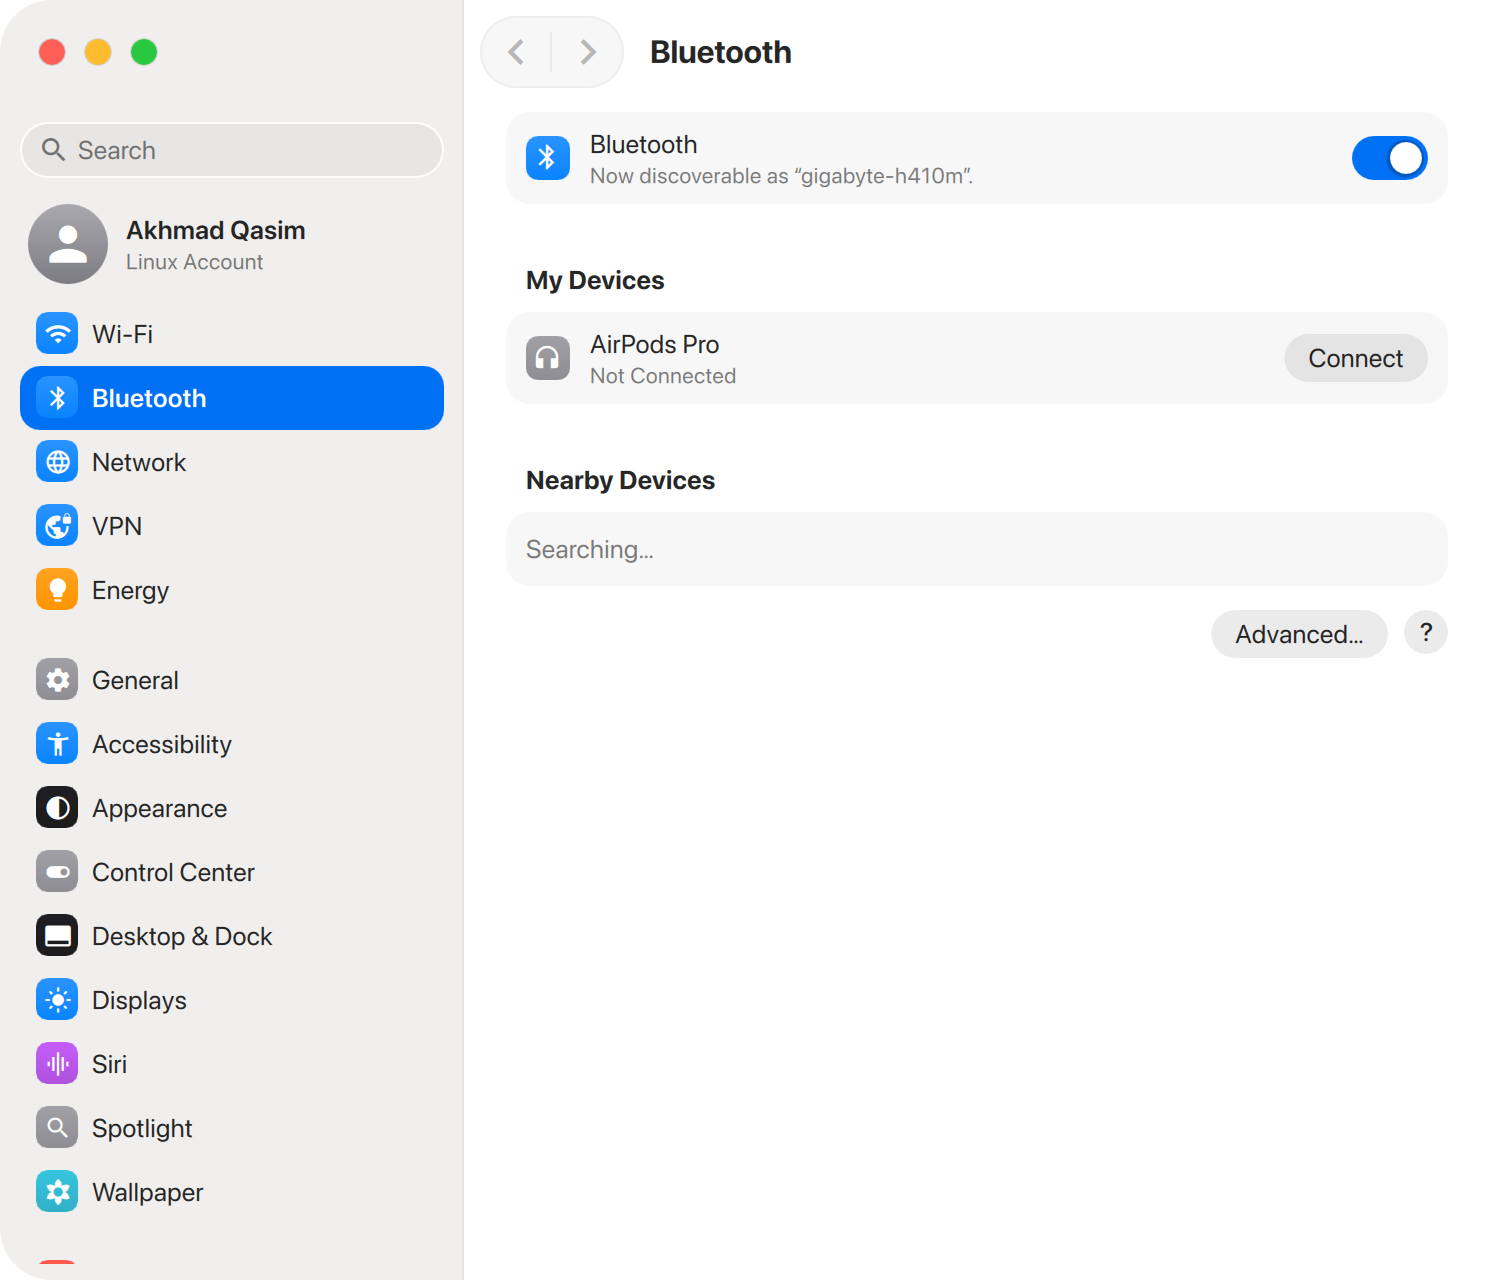 Search
Akhmad Qasim
Linux Account
Wi-Fi
Bluetooth
Network
VPN
Energy
General
Accessibility
Appearance
Control Center
Desktop & Dock
Displays
Siri
Spotlight
Wallpaper
Bluetooth
Bluetooth
Now discoverable as “gigabyte-h410m”.
My Devices
AirPods Pro
Not Connected
Connect
Nearby Devices
Searching...
Advanced...
?